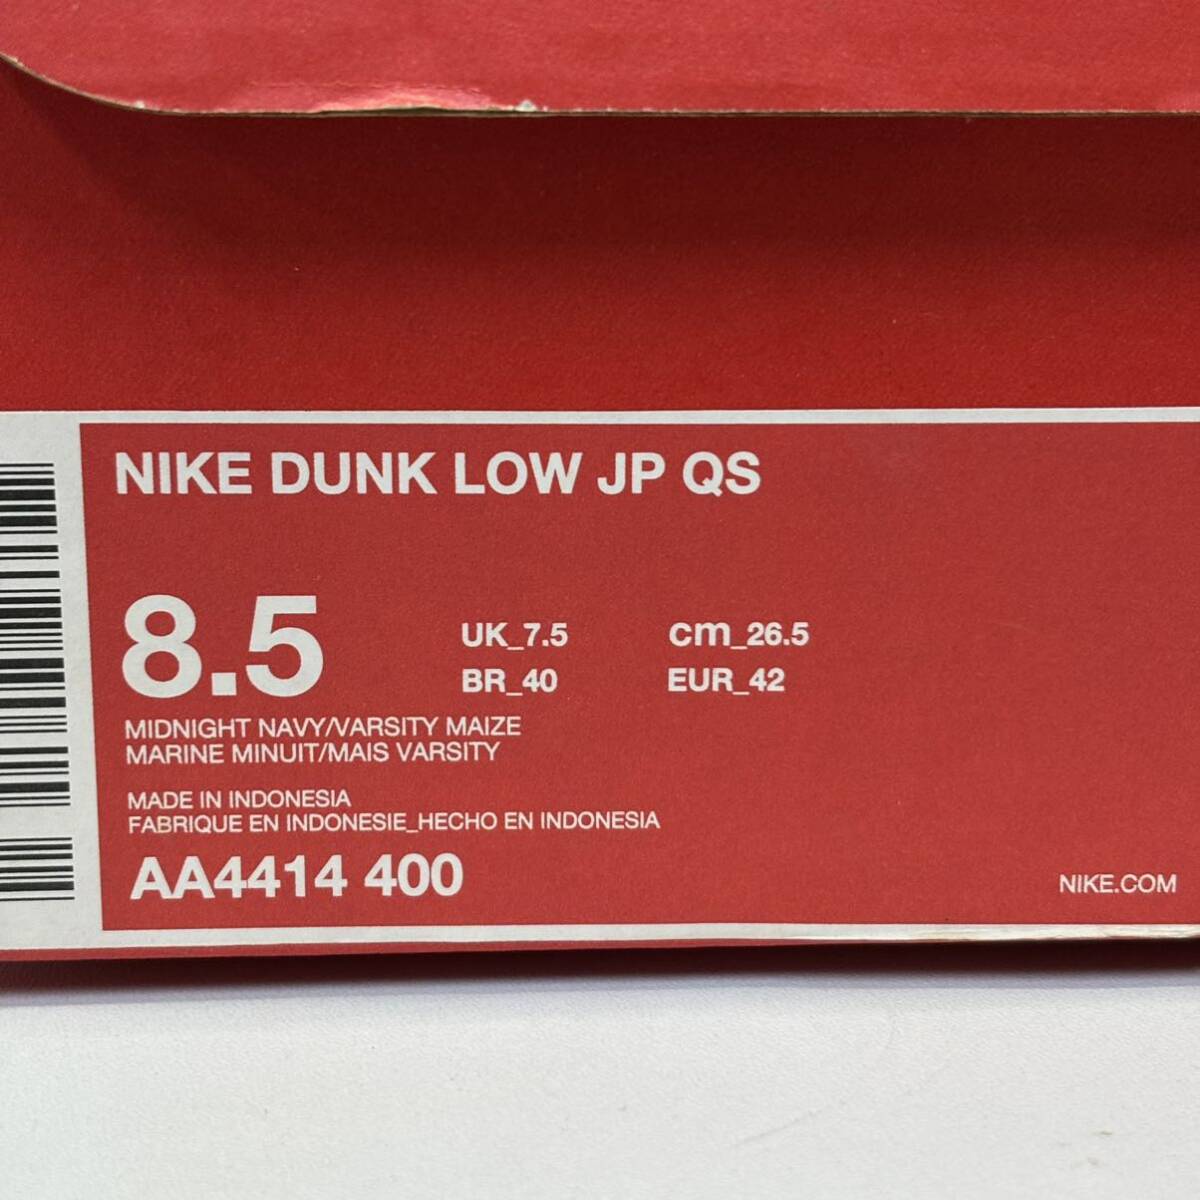 NIKE DUNK LOW JP QS
8.5
UK_7.5 cm_26.5
BR_40 EUR_42
MIDNIGHT NAVY/VARSITY MAIZE
MARINE MINUIT/MAIS VARSITY
MADE IN INDONESIA
FABRIQUE EN INDONESIE_HECHO EN INDONESIA
AA4414 400
NIKE.COM